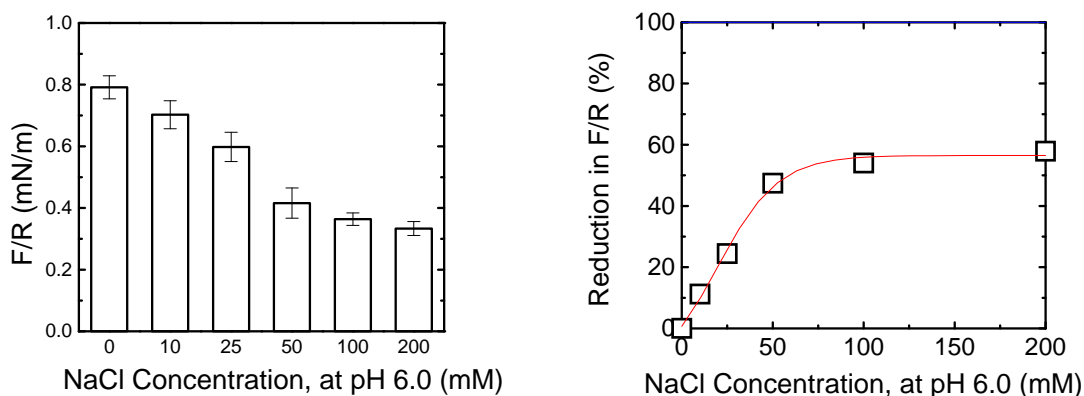 F/R (mN/m)
1.0
0.8
0.6
0.4
0.2
0.0
0 10 25 50 100 200
NaCl Concentration, at pH 6.0 (mM)
Reduction in F/R (%)
100
80
60
40
20
0
0 50 100 150 200
NaCl Concentration, at pH 6.0 (mM)